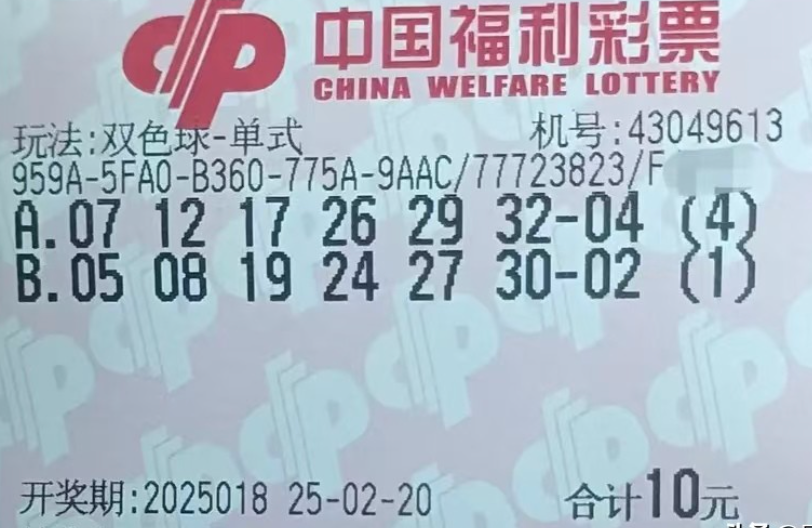 中国福利彩票
CHINA WELFARE LOTTERY
玩法:双色球-单式 机号:43049613
959A-5FA0-B360-775A-9AAC/77723823/F
A.07 12 17 26 29 32-04 (4)
B.05 08 19 24 27 30-02 (1)
开奖期:2025018 25-02-20 合计10元